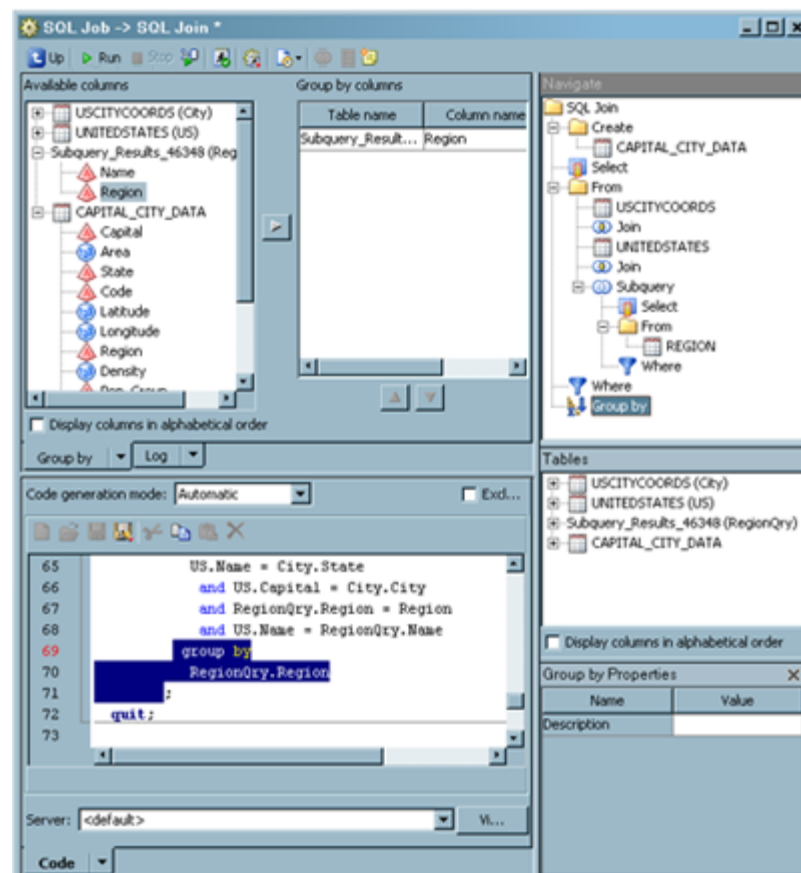 SQL Job -> SQL Join *
Up Run Stop
Available columns
USCITYCOORDS (City)
UNITEDSTATES (US)
Subquery_Results_46348 (Reg
Name
Region
CAPITAL_CITY_DATA
Capital
Area
State
Code
Latitude
Longitude
Region
Density
Display columns in alphabetical order
Group by columns
Table name Column name
Subquery_Result... Region
Group by Log
Navigate
SQL Join
Create
CAPITAL_CITY_DATA
Select
From
USCITYCOORDS
Join
UNITEDSTATES
Join
Subquery
Select
From
REGION
Where
Where
Group by
Code generation mode: Automatic Excl...
65 US.Name = City.State
66 and US.Capital = City.City
67 and RegionQry.Region = Region
68 and US.Name = RegionQry.Name
69 group by
70 RegionQry.Region
71 ;
72 quit;
73
Server: <default> Vi...
Code
Tables
USCITYCOORDS (City)
UNITEDSTATES (US)
Subquery_Results_46348 (RegionQry)
CAPITAL_CITY_DATA
Display columns in alphabetical order
Group by Properties
Name Value
Description